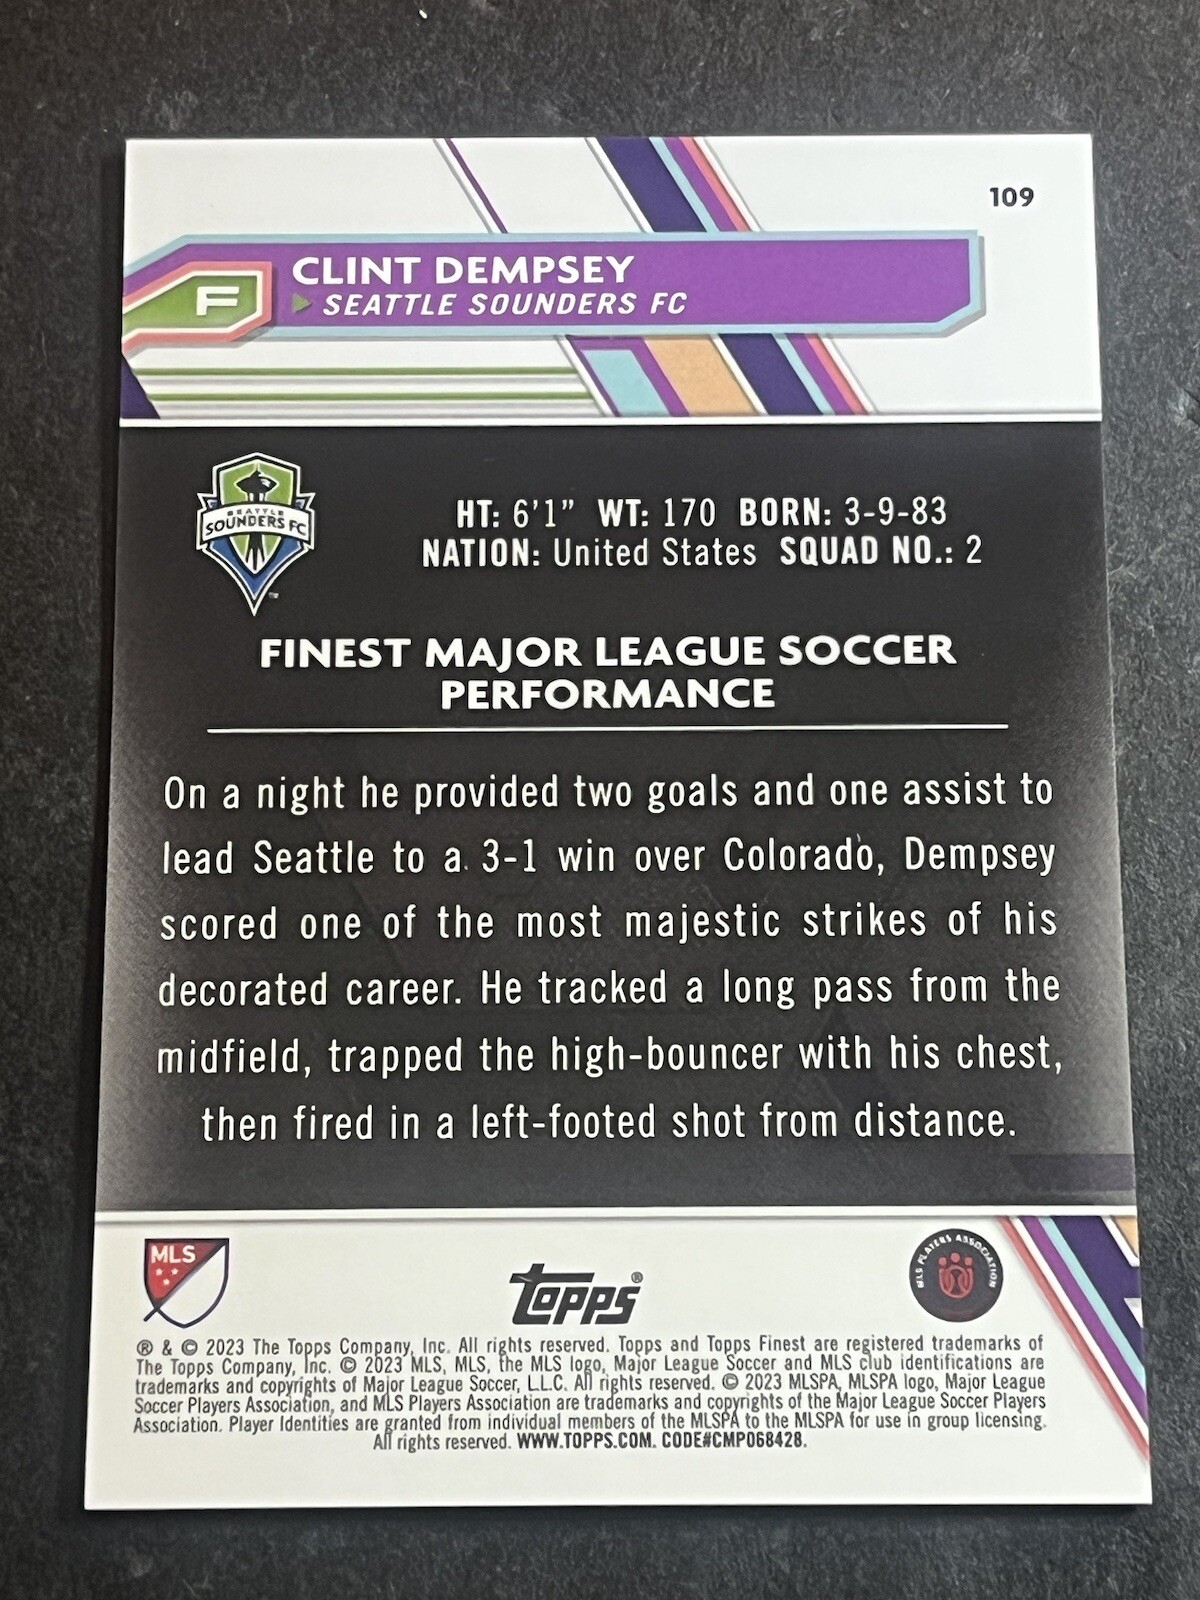 109
CLINT DEMPSEY
F
SEATTLE SOUNDERS FC
SEATTLE
SOUNDERS FC
™
HT: 6'1” WT: 170 BORN: 3-9-83
NATION: United States SQUAD NO.: 2
FINEST MAJOR LEAGUE SOCCER
PERFORMANCE
On a night he provided two goals and one assist to
lead Seattle to a 3-1 win over Colorado, Dempsey
scored one of the most majestic strikes of his
decorated career. He tracked a long pass from the
midfield, trapped the high-bouncer with his chest,
then fired in a left-footed shot from distance.
MLS
topps®
MLS PLAYERS ASSOCIATION
® & © 2023 The Topps Company, Inc. All rights reserved. Topps and Topps Finest are registered trademarks of
The Topps Company, Inc. © 2023 MLS, MLS, the MLS logo, Major League Soccer and MLS club identifications are
trademarks and copyrights of Major League Soccer, L.L.C. All rights reserved. © 2023 MLSPA, MLSPA logo, Major League
Soccer Players Association, and MLS Players Association are trademarks and copyrights of the Major League Soccer Players
Association. Player Identities are granted from individual members of the MLSPA to the MLSPA for use in group licensing.
All rights reserved. WWW.TOPPS.COM. CODE#CMP068428.